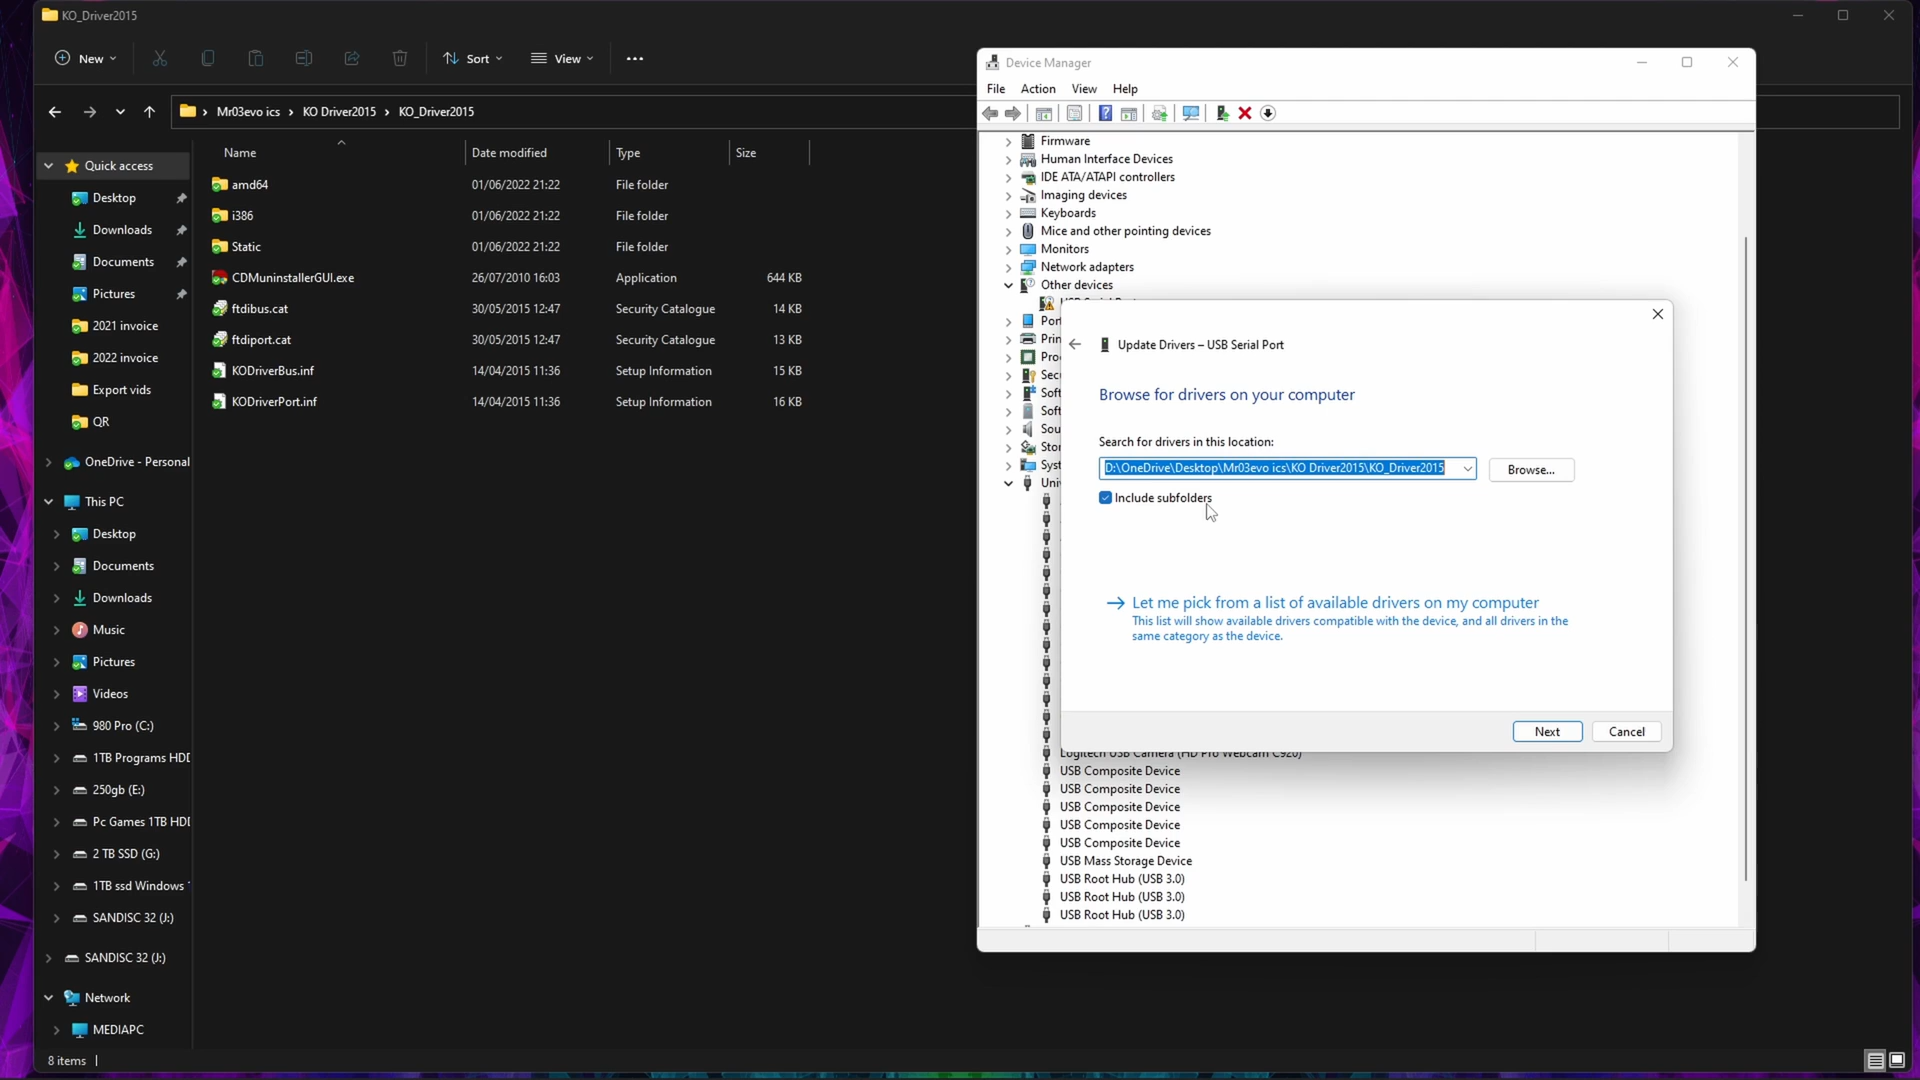 KO_Driver2015
New
Sort
View
Mr03evo ics
KO Driver2015
KO_Driver2015
Name
Date modified
Type
Size
Quick access
Desktop
Downloads
Documents
Pictures
2021 invoice
2022 invoice
Export vids
QR
OneDrive - Personal
This PC
Desktop
Documents
Downloads
Music
Pictures
Videos
980 Pro (C:)
1TB Programs HDD
250gb (E:)
Pc Games 1TB HDD
2 TB SSD (G:)
1TB ssd Windows
SANDISC 32 (J:)
SANDISC 32 (J:)
Network
MEDIAPC
8 items
amd64 01/06/2022 21:22 File folder
i386 01/06/2022 21:22 File folder
Static 01/06/2022 21:22 File folder
CDMuninstallerGUI.exe 26/07/2010 16:03 Application 644 KB
ftdibus.cat 30/05/2015 12:47 Security Catalogue 14 KB
ftdiport.cat 30/05/2015 12:47 Security Catalogue 13 KB
KODriverBus.inf 14/04/2015 11:36 Setup Information 15 KB
KODriverPort.inf 14/04/2015 11:36 Setup Information 16 KB
Device Manager
File Action View Help
Firmware
Human Interface Devices
IDE ATA/ATAPI controllers
Imaging devices
Keyboards
Mice and other pointing devices
Monitors
Network adapters
Other devices
Port
Prin
Proc
Secu
Soft
Soft
Sou
Stor
Syst
Univ
Update Drivers – USB Serial Port
Browse for drivers on your computer
Search for drivers in this location:
D:\OneDrive\Desktop\Mr03evo ics\KO Driver2015\KO_Driver2015
Browse...
Include subfolders
Let me pick from a list of available drivers on my computer
This list will show available drivers compatible with the device, and all drivers in the
same category as the device.
Next
Cancel
Logitech USB Camera (HD Pro Webcam C920)
USB Composite Device
USB Composite Device
USB Composite Device
USB Composite Device
USB Composite Device
USB Mass Storage Device
USB Root Hub (USB 3.0)
USB Root Hub (USB 3.0)
USB Root Hub (USB 3.0)